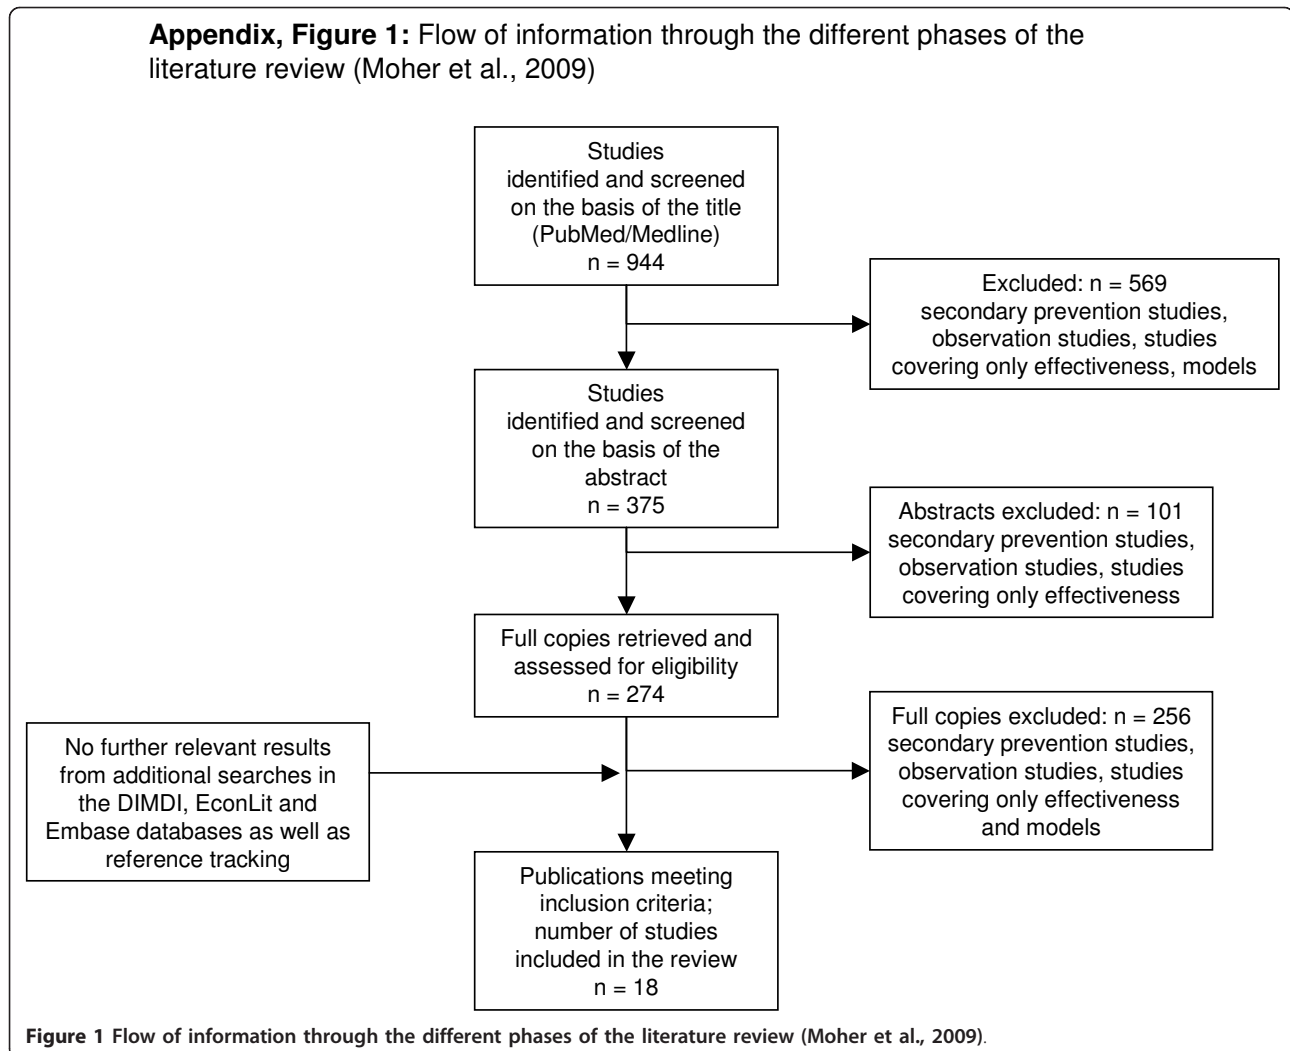 Appendix, Figure 1: Flow of information through the different phases of the
literature review (Moher et al., 2009)
Studies
identified and screened
on the basis of the title
(PubMed/Medline)
n = 944
Excluded: n = 569
secondary prevention studies,
observation studies, studies
covering only effectiveness, models
Studies
identified and screened
on the basis of the
abstract
n = 375
Abstracts excluded: n = 101
secondary prevention studies,
observation studies, studies
covering only effectiveness
Full copies retrieved and
assessed for eligibility
n = 274
Full copies excluded: n = 256
secondary prevention studies,
observation studies, studies
covering only effectiveness
and models
No further relevant results
from additional searches in
the DIMDI, EconLit and
Embase databases as well as
reference tracking
Publications meeting
inclusion criteria;
number of studies
included in the review
n = 18
Figure 1 Flow of information through the different phases of the literature review (Moher et al., 2009).